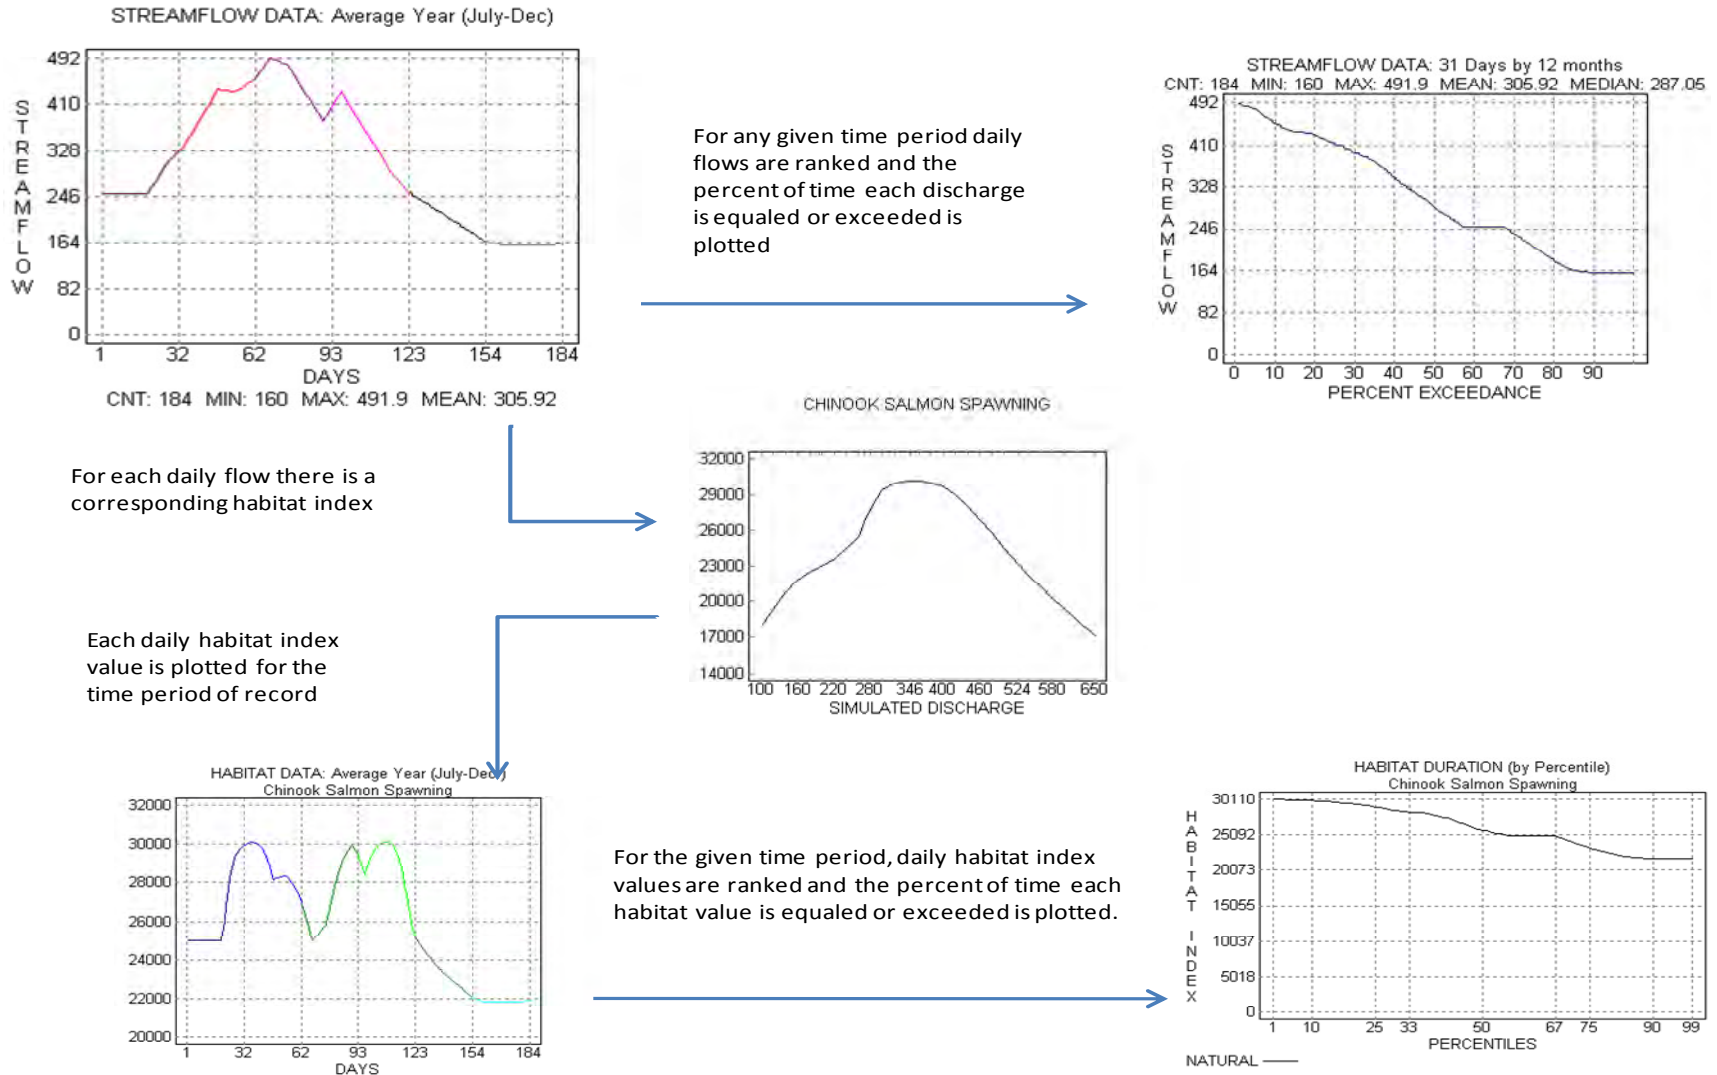 STREAMFLOW DATA: Average Year (July-Dec)
492
410
328
246
164
82
0
STREAMFLOW
1 32 62 93 123 154 184
DAYS
CNT: 184 MIN: 160 MAX: 491.9 MEAN: 305.92
For any given time period daily
flows are ranked and the
percent of time each discharge
is equaled or exceeded is
plotted
STREAMFLOW DATA: 31 Days by 12 months
CNT: 184 MIN: 160 MAX: 491.9 MEAN: 305.92 MEDIAN: 287.05
492
410
328
246
164
82
0
STREAMFLOW
0 10 20 30 40 50 60 70 80 90
PERCENT EXCEEDANCE
For each daily flow there is a
corresponding habitat index
CHINOOK SALMON SPAWNING
32000
29000
26000
23000
20000
17000
14000
100 160 220 280 346 400 460 524 580 650
SIMULATED DISCHARGE
Each daily habitat index
value is plotted for the
time period of record
HABITAT DATA: Average Year (July-Dec)
Chinook Salmon Spawning
32000
30000
28000
26000
24000
22000
20000
1 32 62 93 123 154 184
DAYS
For the given time period, daily habitat index
values are ranked and the percent of time each
habitat value is equaled or exceeded is plotted.
HABITAT DURATION (by Percentile)
Chinook Salmon Spawning
30110
25092
20073
15055
10037
5018
0
HABITAT INDEX
1 10 25 33 50 67 75 90 99
PERCENTILES
NATURAL